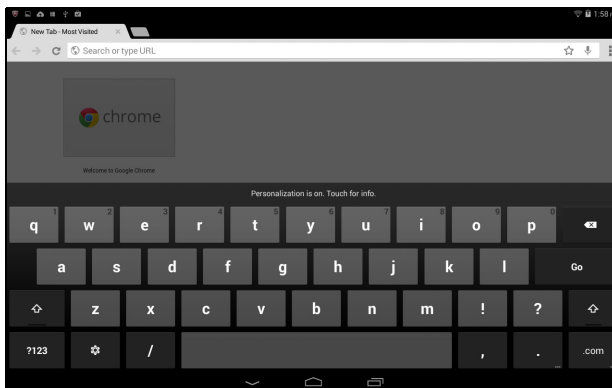 1:58
New Tab - Most Visited
Search or type URL
chrome
Welcome to Google Chrome
Personalization is on. Touch for info.
q 1 w 2 e 3 r 4 t 5 y 6 u 7 i 8 o 9 p 0
a s d f g h j k l Go
z x c v b n m ! ?
?123 / , . ... .com